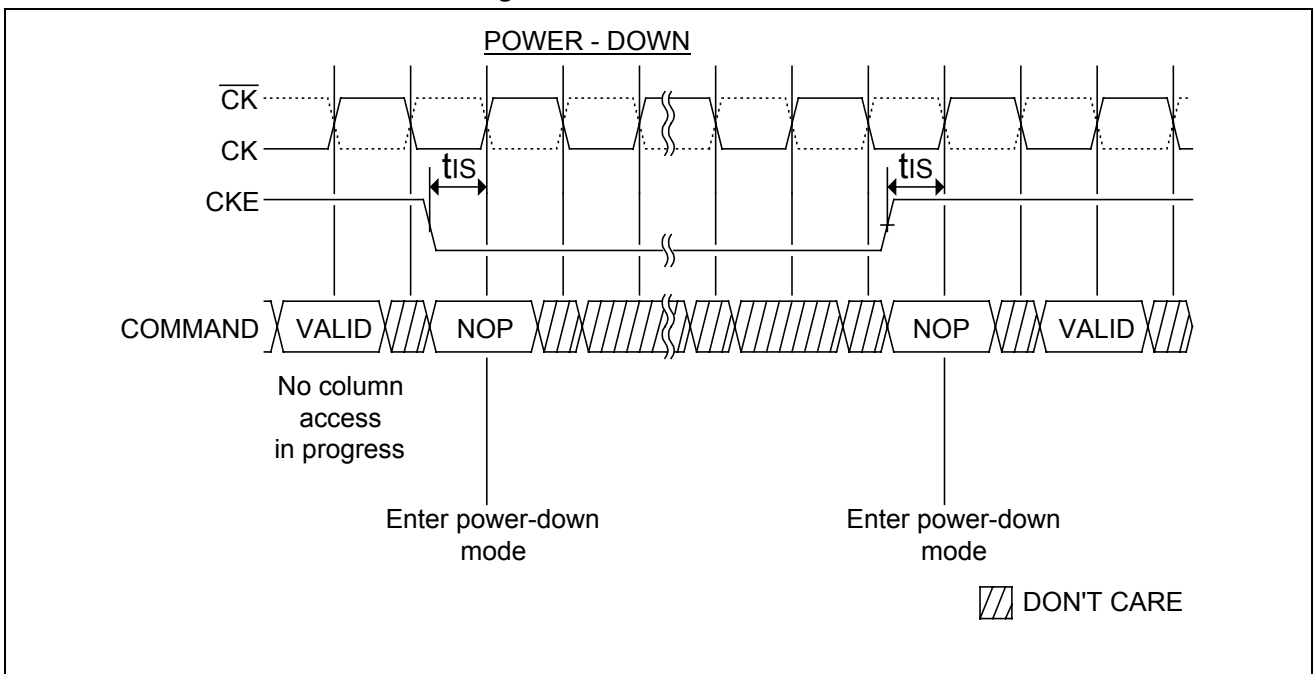 POWER - DOWN
CK
CK
tIS
tIS
CKE
COMMAND
VALID
NOP
NOP
VALID
No column
access
in progress
Enter power-down
mode
Enter power-down
mode
DON'T CARE